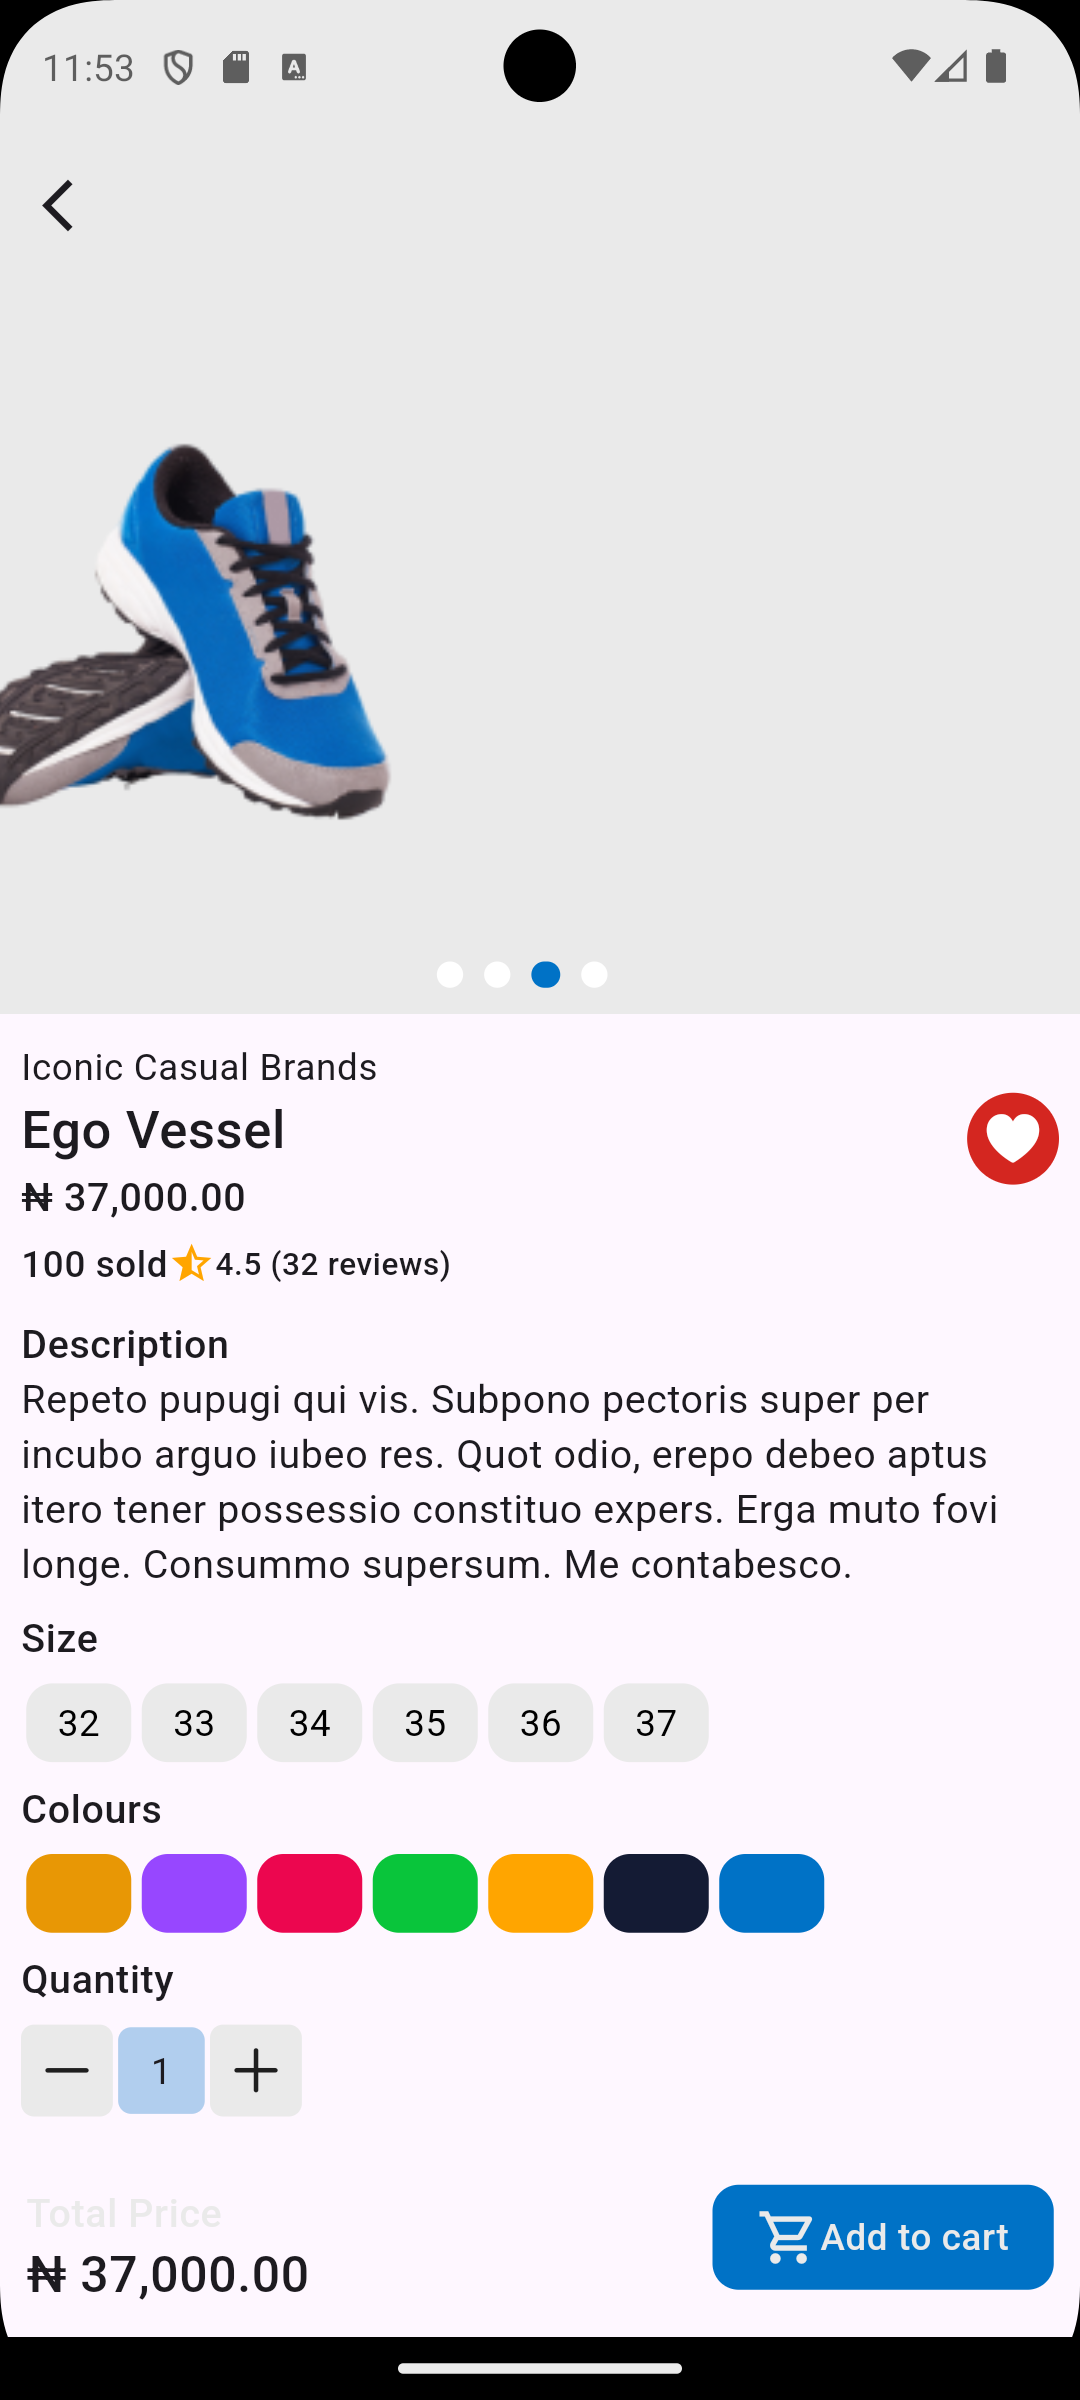 11:53
Iconic Casual Brands
Ego Vessel
₦ 37,000.00
100 sold 4.5 (32 reviews)
Description
Repeto pupugi qui vis. Subpono pectoris super per
incubo arguo iubeo res. Quot odio, erepo debeo aptus
itero tener possessio constituo expers. Erga muto fovi
longe. Consummo supersum. Me contabesco.
Size
32 33 34 35 36 37
Colours
Quantity
1
Total Price
₦ 37,000.00
Add to cart